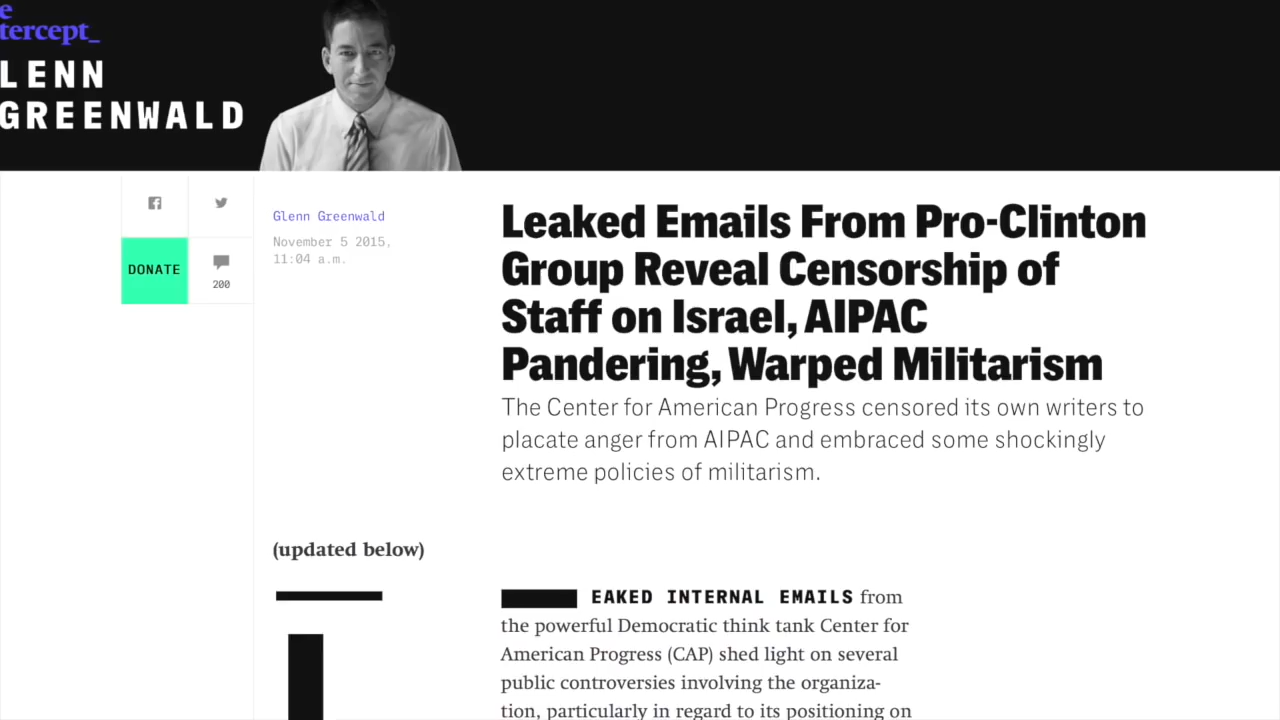 e
tercept_
LENN
GREENWALD
DONATE
200
Glenn Greenwald
November 5 2015,
11:04 a.m.
Leaked Emails From Pro-Clinton
Group Reveal Censorship of
Staff on Israel, AIPAC
Pandering, Warped Militarism
The Center for American Progress censored its own writers to
placate anger from AIPAC and embraced some shockingly
extreme policies of militarism.
(updated below)
EAKED INTERNAL EMAILS from
the powerful Democratic think tank Center for
American Progress (CAP) shed light on several
public controversies involving the organiza-
tion, particularly in regard to its positioning on